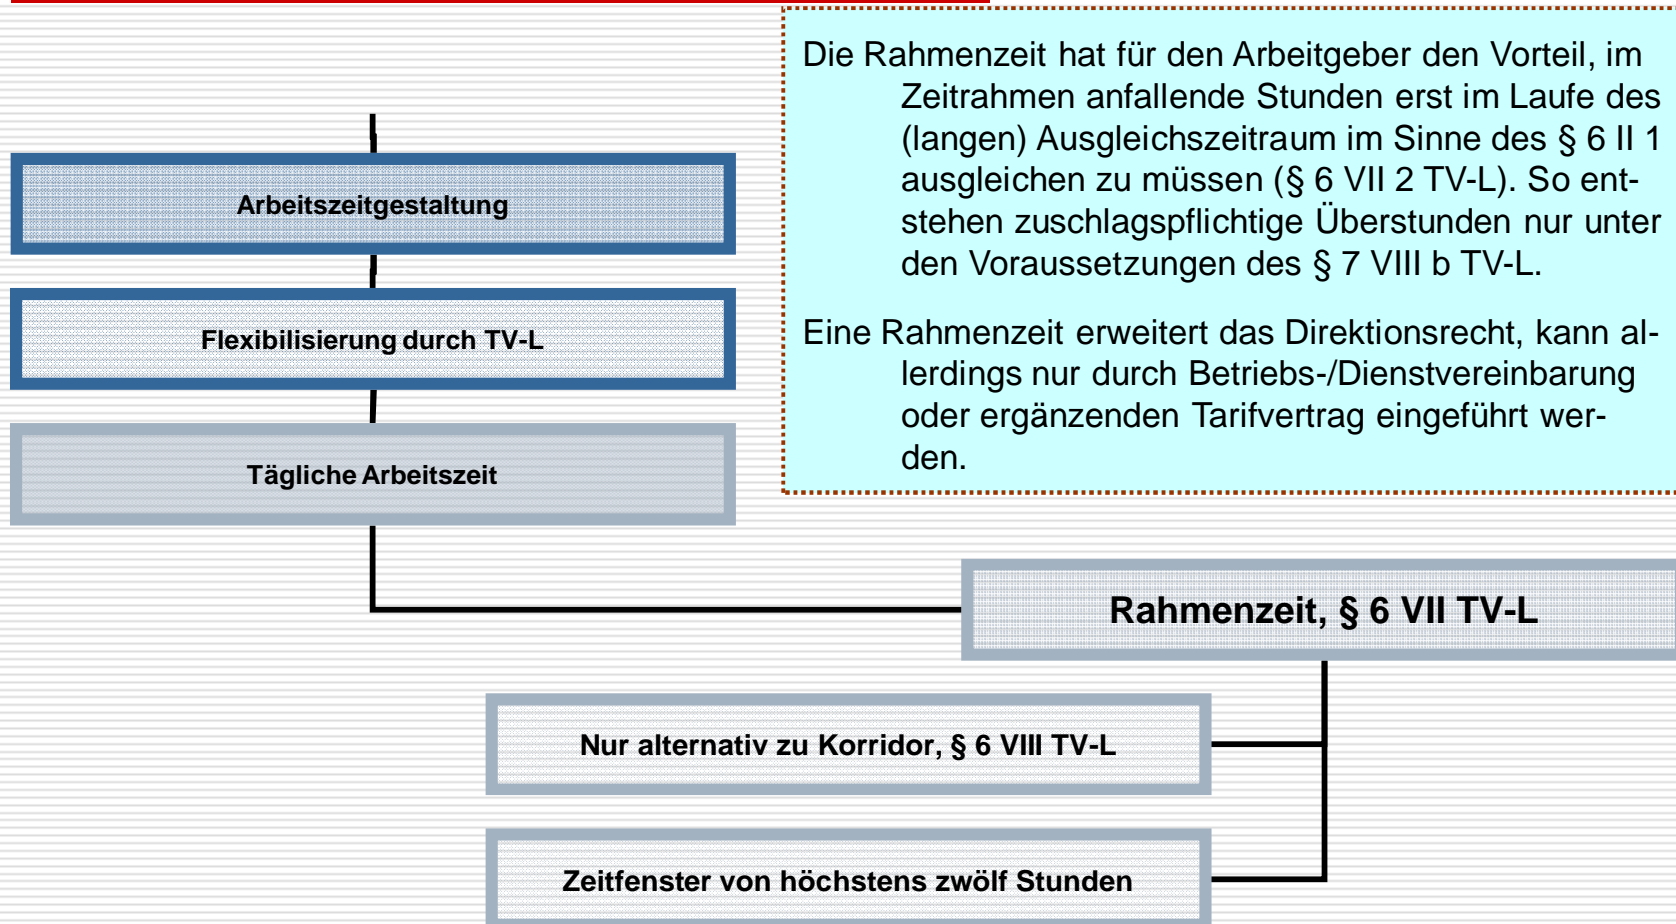 Die Rahmenzeit hat für den Arbeitgeber den Vorteil, im
Zeitrahmen anfallende Stunden erst im Laufe des
(langen) Ausgleichszeitraum im Sinne des § 6 II 1
ausgleichen zu müssen (§ 6 VII 2 TV-L). So ent-
stehen zuschlagspflichtige Überstunden nur unter
den Voraussetzungen des § 7 VIII b TV-L.
Eine Rahmenzeit erweitert das Direktionsrecht, kann al-
lerdings nur durch Betriebs-/Dienstvereinbarung
oder ergänzenden Tarifvertrag eingeführt wer-
den.
Arbeitszeitgestaltung
Flexibilisierung durch TV-L
Tägliche Arbeitszeit
Rahmenzeit, § 6 VII TV-L
Nur alternativ zu Korridor, § 6 VIII TV-L
Zeitfenster von höchstens zwölf Stunden